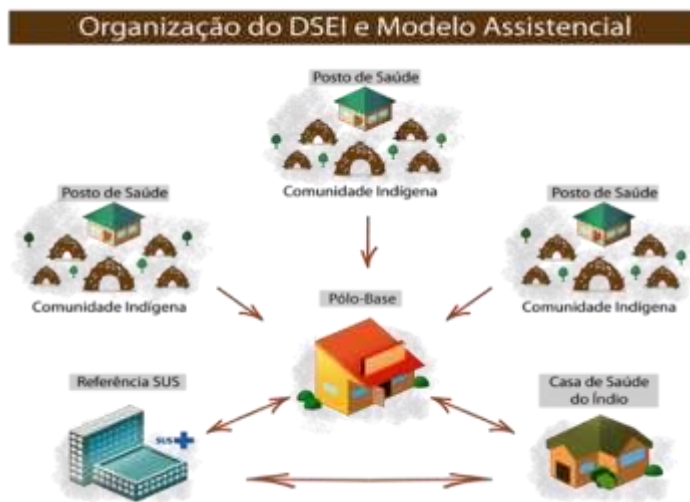 Organização do DSEI e Modelo Assistencial
Posto de Saúde
Comunidade Indígena
Posto de Saúde
Comunidade Indígena
Posto de Saúde
Comunidade Indígena
Pólo-Base
Referência SUS
SUS
Casa de Saúde
do Índio